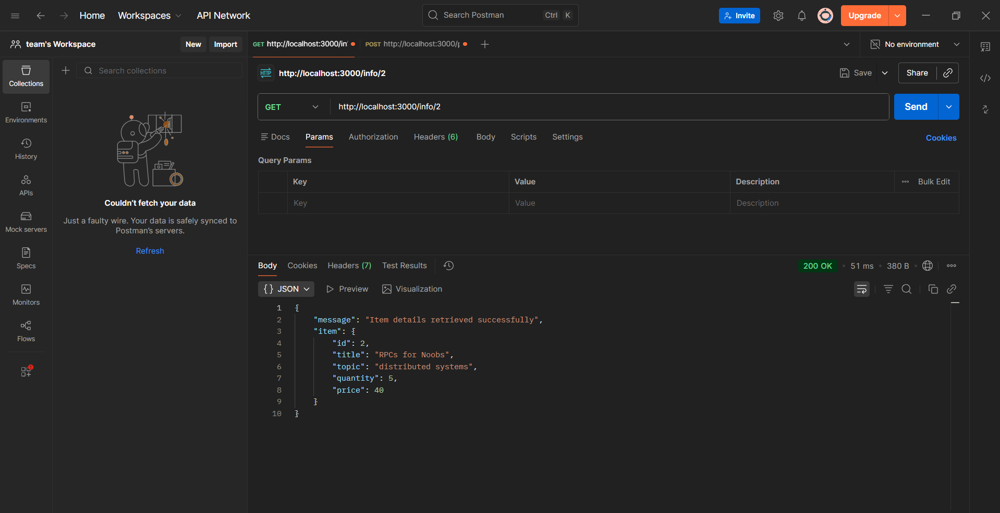 Home Workspaces API Network Search Postman Ctrl K Invite Upgrade
team's Workspace New Import GET http://localhost:3000/in POST http://localhost:3000/ No environment
Collections
Environments
History
APIs
Mock servers
Specs
Monitors
Flows
Search collections
Couldn’t fetch your data
Just a faulty wire. Your data is safely synced to
Postman’s servers.
Refresh
HTTP http://localhost:3000/info/2 Save Share
GET http://localhost:3000/info/2 Send
Docs Params Authorization Headers (6) Body Scripts Settings Cookies
Query Params
Key Value Description Bulk Edit
Key Value Description
Body Cookies Headers (7) Test Results 200 OK • 51 ms • 380 B
{} JSON Preview Visualization
1 {
2 "message": "Item details retrieved successfully",
3 "item": {
4 "id": 2,
5 "title": "RPCs for Noobs",
6 "topic": "distributed systems",
7 "quantity": 5,
8 "price": 40
9 }
10 }